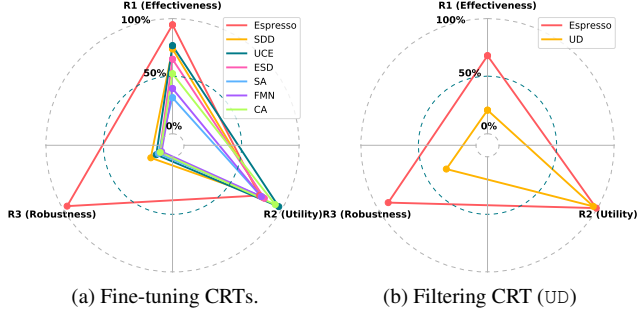 R1 (Effectiveness)
100%
50%
0%
R3 (Robustness)
R2 (Utility)
Espresso
SDD
UCE
ESD
SA
FMN
CA
(a) Fine-tuning CRTs.
R1 (Effectiveness)
100%
50%
0%
R3 (Robustness)
R2 (Utility)
Espresso
UD
(b) Filtering CRT (UD)